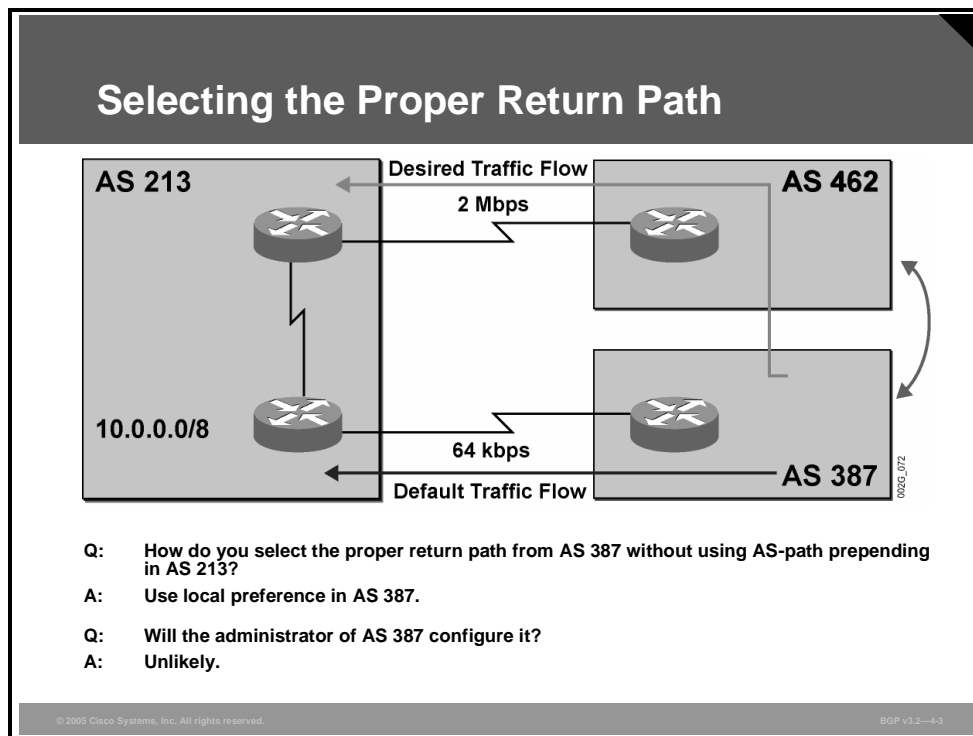 Selecting the Proper Return Path
AS 213
Desired Traffic Flow
AS 462
2 Mbps
10.0.0.0/8
64 kbps
AS 387
Default Traffic Flow
002G_072
Q: How do you select the proper return path from AS 387 without using AS-path prepending
in AS 213?
A: Use local preference in AS 387.
Q: Will the administrator of AS 387 configure it?
A: Unlikely.
© 2005 Cisco Systems, Inc. All rights reserved.
BGP v3.2—4-3